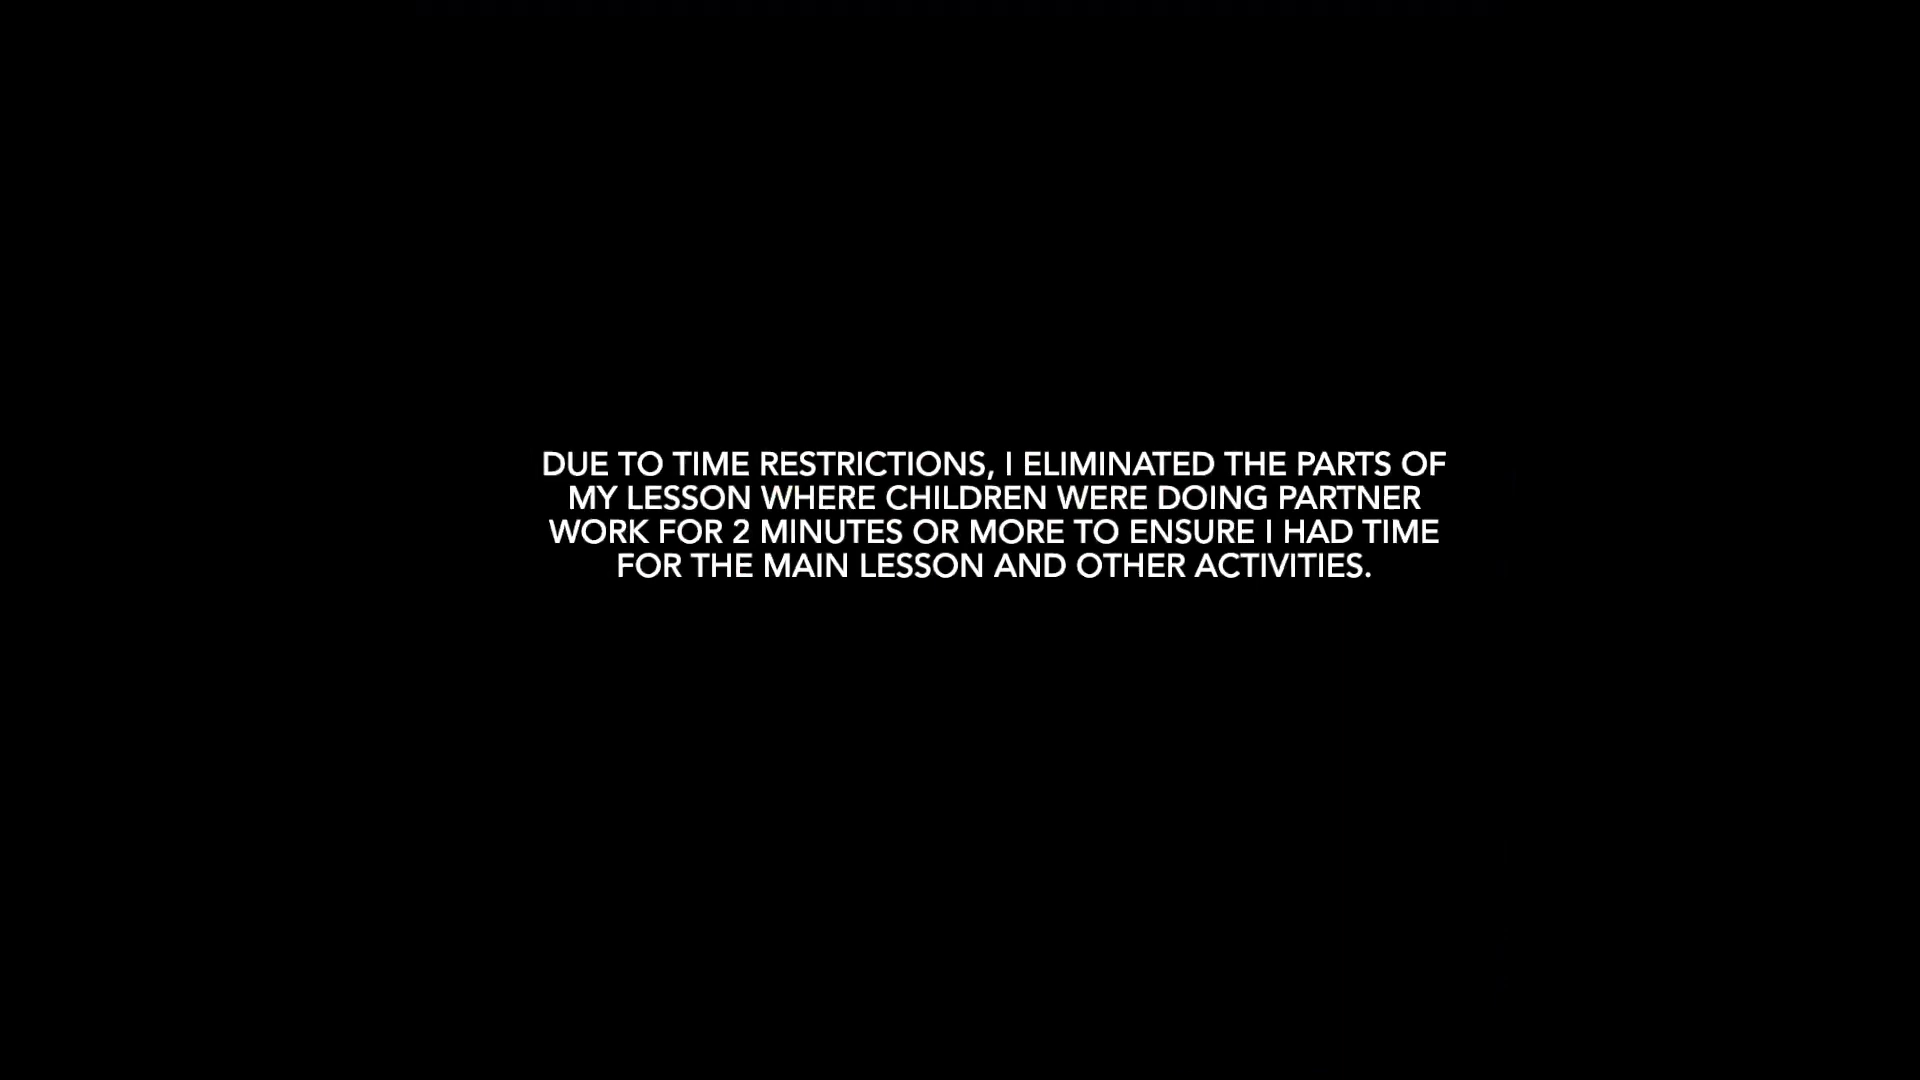 DUE TO TIME RESTRICTIONS, I ELIMINATED THE PARTS OF
MY LESSON WHERE CHILDREN WERE DOING PARTNER
WORK FOR 2 MINUTES OR MORE TO ENSURE I HAD TIME
FOR THE MAIN LESSON AND OTHER ACTIVITIES.